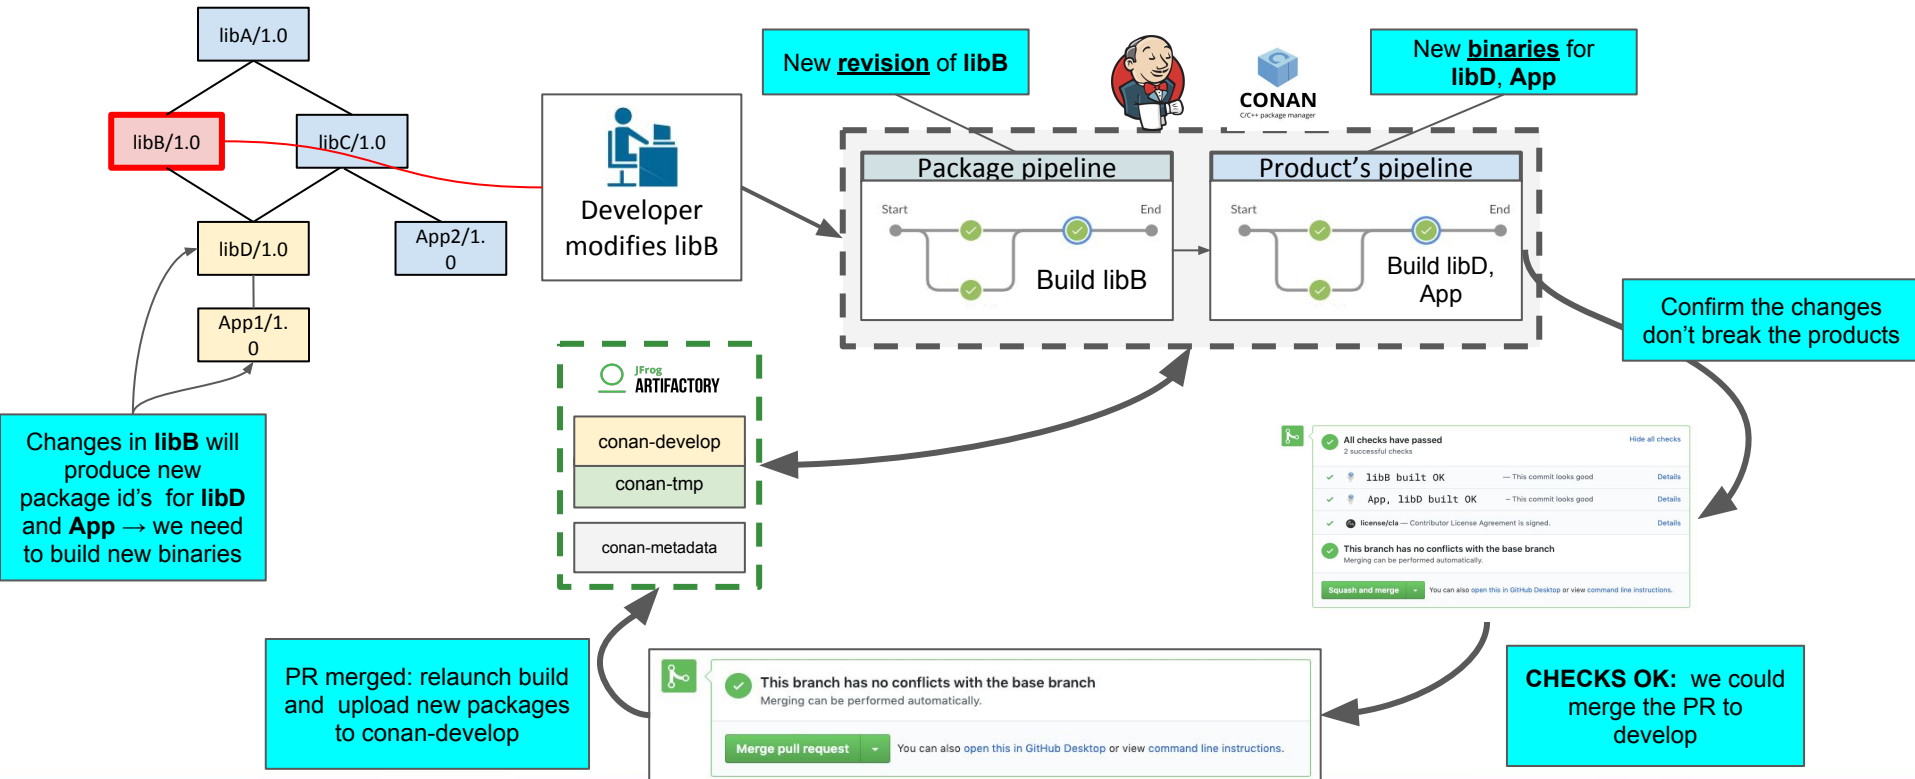 libA/1.0
libB/1.0
libC/1.0
libD/1.0
App2/1.
0
App1/1.
0
Changes in libB will
produce new
package id's for libD
and App → we need
to build new binaries
Developer
modifies libB
New revision of libB
CONAN
C/C++ package manager
New binaries for
libD, App
Package pipeline
Start
End
Build libB
Product's pipeline
Start
End
Build libD,
App
Confirm the changes
don't break the products
JFrog
ARTIFACTORY
conan-develop
conan-tmp
conan-metadata
All checks have passed
Hide all checks
2 successful checks
libB built OK — This commit looks good Details
App, libD built OK – This commit looks good Details
license/cla — Contributor License Agreement is signed. Details
This branch has no conflicts with the base branch
Merging can be performed automatically.
Squash and merge You can also open this in GitHub Desktop or view command line instructions.
CHECKS OK: we could
merge the PR to
develop
This branch has no conflicts with the base branch
Merging can be performed automatically.
Merge pull request You can also open this in GitHub Desktop or view command line instructions.
PR merged: relaunch build
and upload new packages
to conan-develop